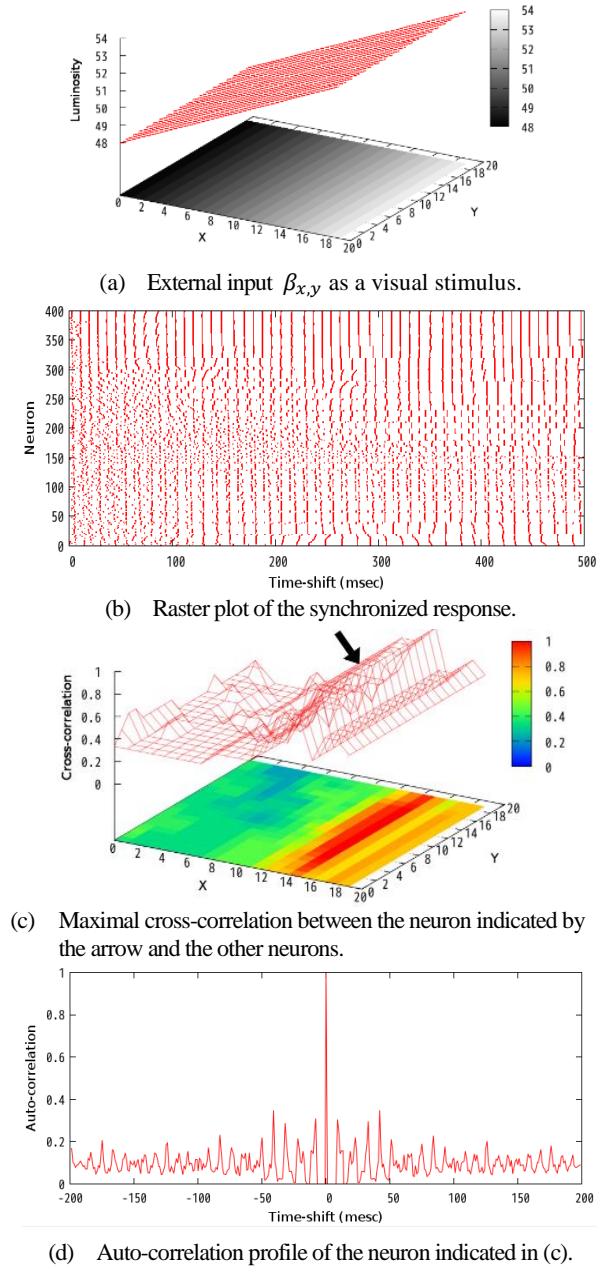 Luminosity
54
53
52
51
50
49
48
54
53
52
51
50
49
48
0 2 4 6 8 10 12 14 16 18 20
X
0 2 4 6 8 10 12 14 16 18 20
Y
(a) External input βx,y as a visual stimulus.
Neuron
400
350
300
250
200
150
100
50
0
0 100 200 300 400 500
Time-shift (msec)
(b) Raster plot of the synchronized response.
Cross-correlation
1
0.8
0.6
0.4
0.2
0
1
0.8
0.6
0.4
0.2
0
0 2 4 6 8 10 12 14 16 18 20
X
0 2 4 6 8 10 12 14 16 18 20
Y
(c) Maximal cross-correlation between the neuron indicated by
the arrow and the other neurons.
Auto-correlation
1
0.8
0.6
0.4
0.2
0
-200 -150 -100 -50 0 50 100 150 200
Time-shift (mesc)
(d) Auto-correlation profile of the neuron indicated in (c).